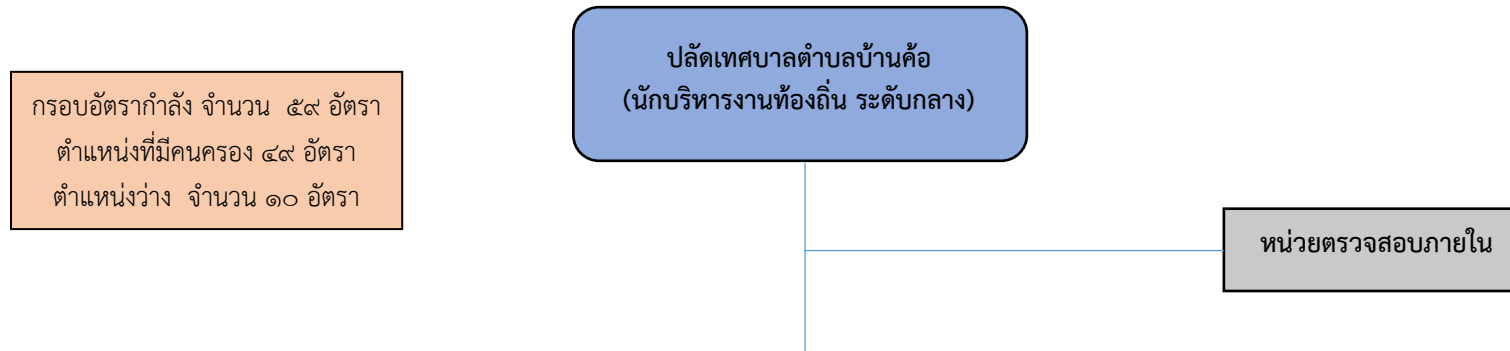 ปลัดเทศบาลตำบลบ้านค้อ
(นักบริหารงานท้องถิ่น ระดับกลาง)
กรอบอัตรากำลัง จำนวน ๕๙ อัตรา
ตำแหน่งที่มีคนครอง ๔๙ อัตรา
ตำแหน่งว่าง จำนวน ๑๐ อัตรา
หน่วยตรวจสอบภายใน